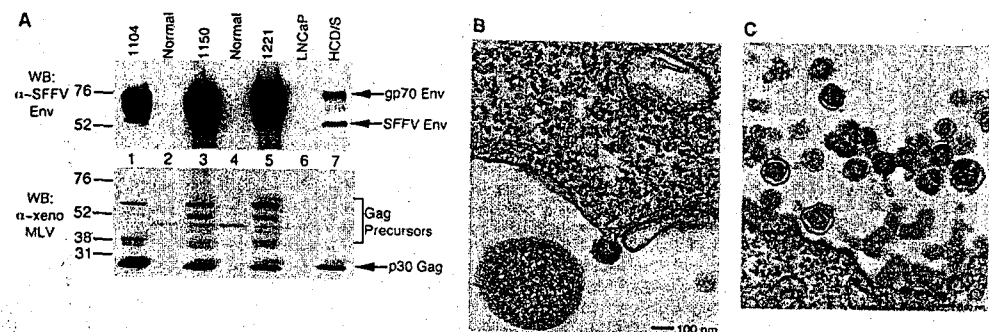 A
1104
Normal
1150
Normal
1221
LNCaP
HCD/S
WB:
α-SFFV
Env
76
52
gp70 Env
SFFV Env
1 2 3 4 5 6 7
WB:
α-xeno
MLV
76
52
38
31
Gag
Precursors
p30 Gag
B
100 nm
C